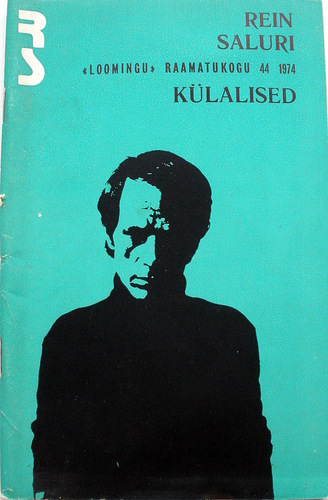 RS
REIN
SALURI
«LOOMINGU» RAAMATUKOGU 44 1974
KÜLALISED